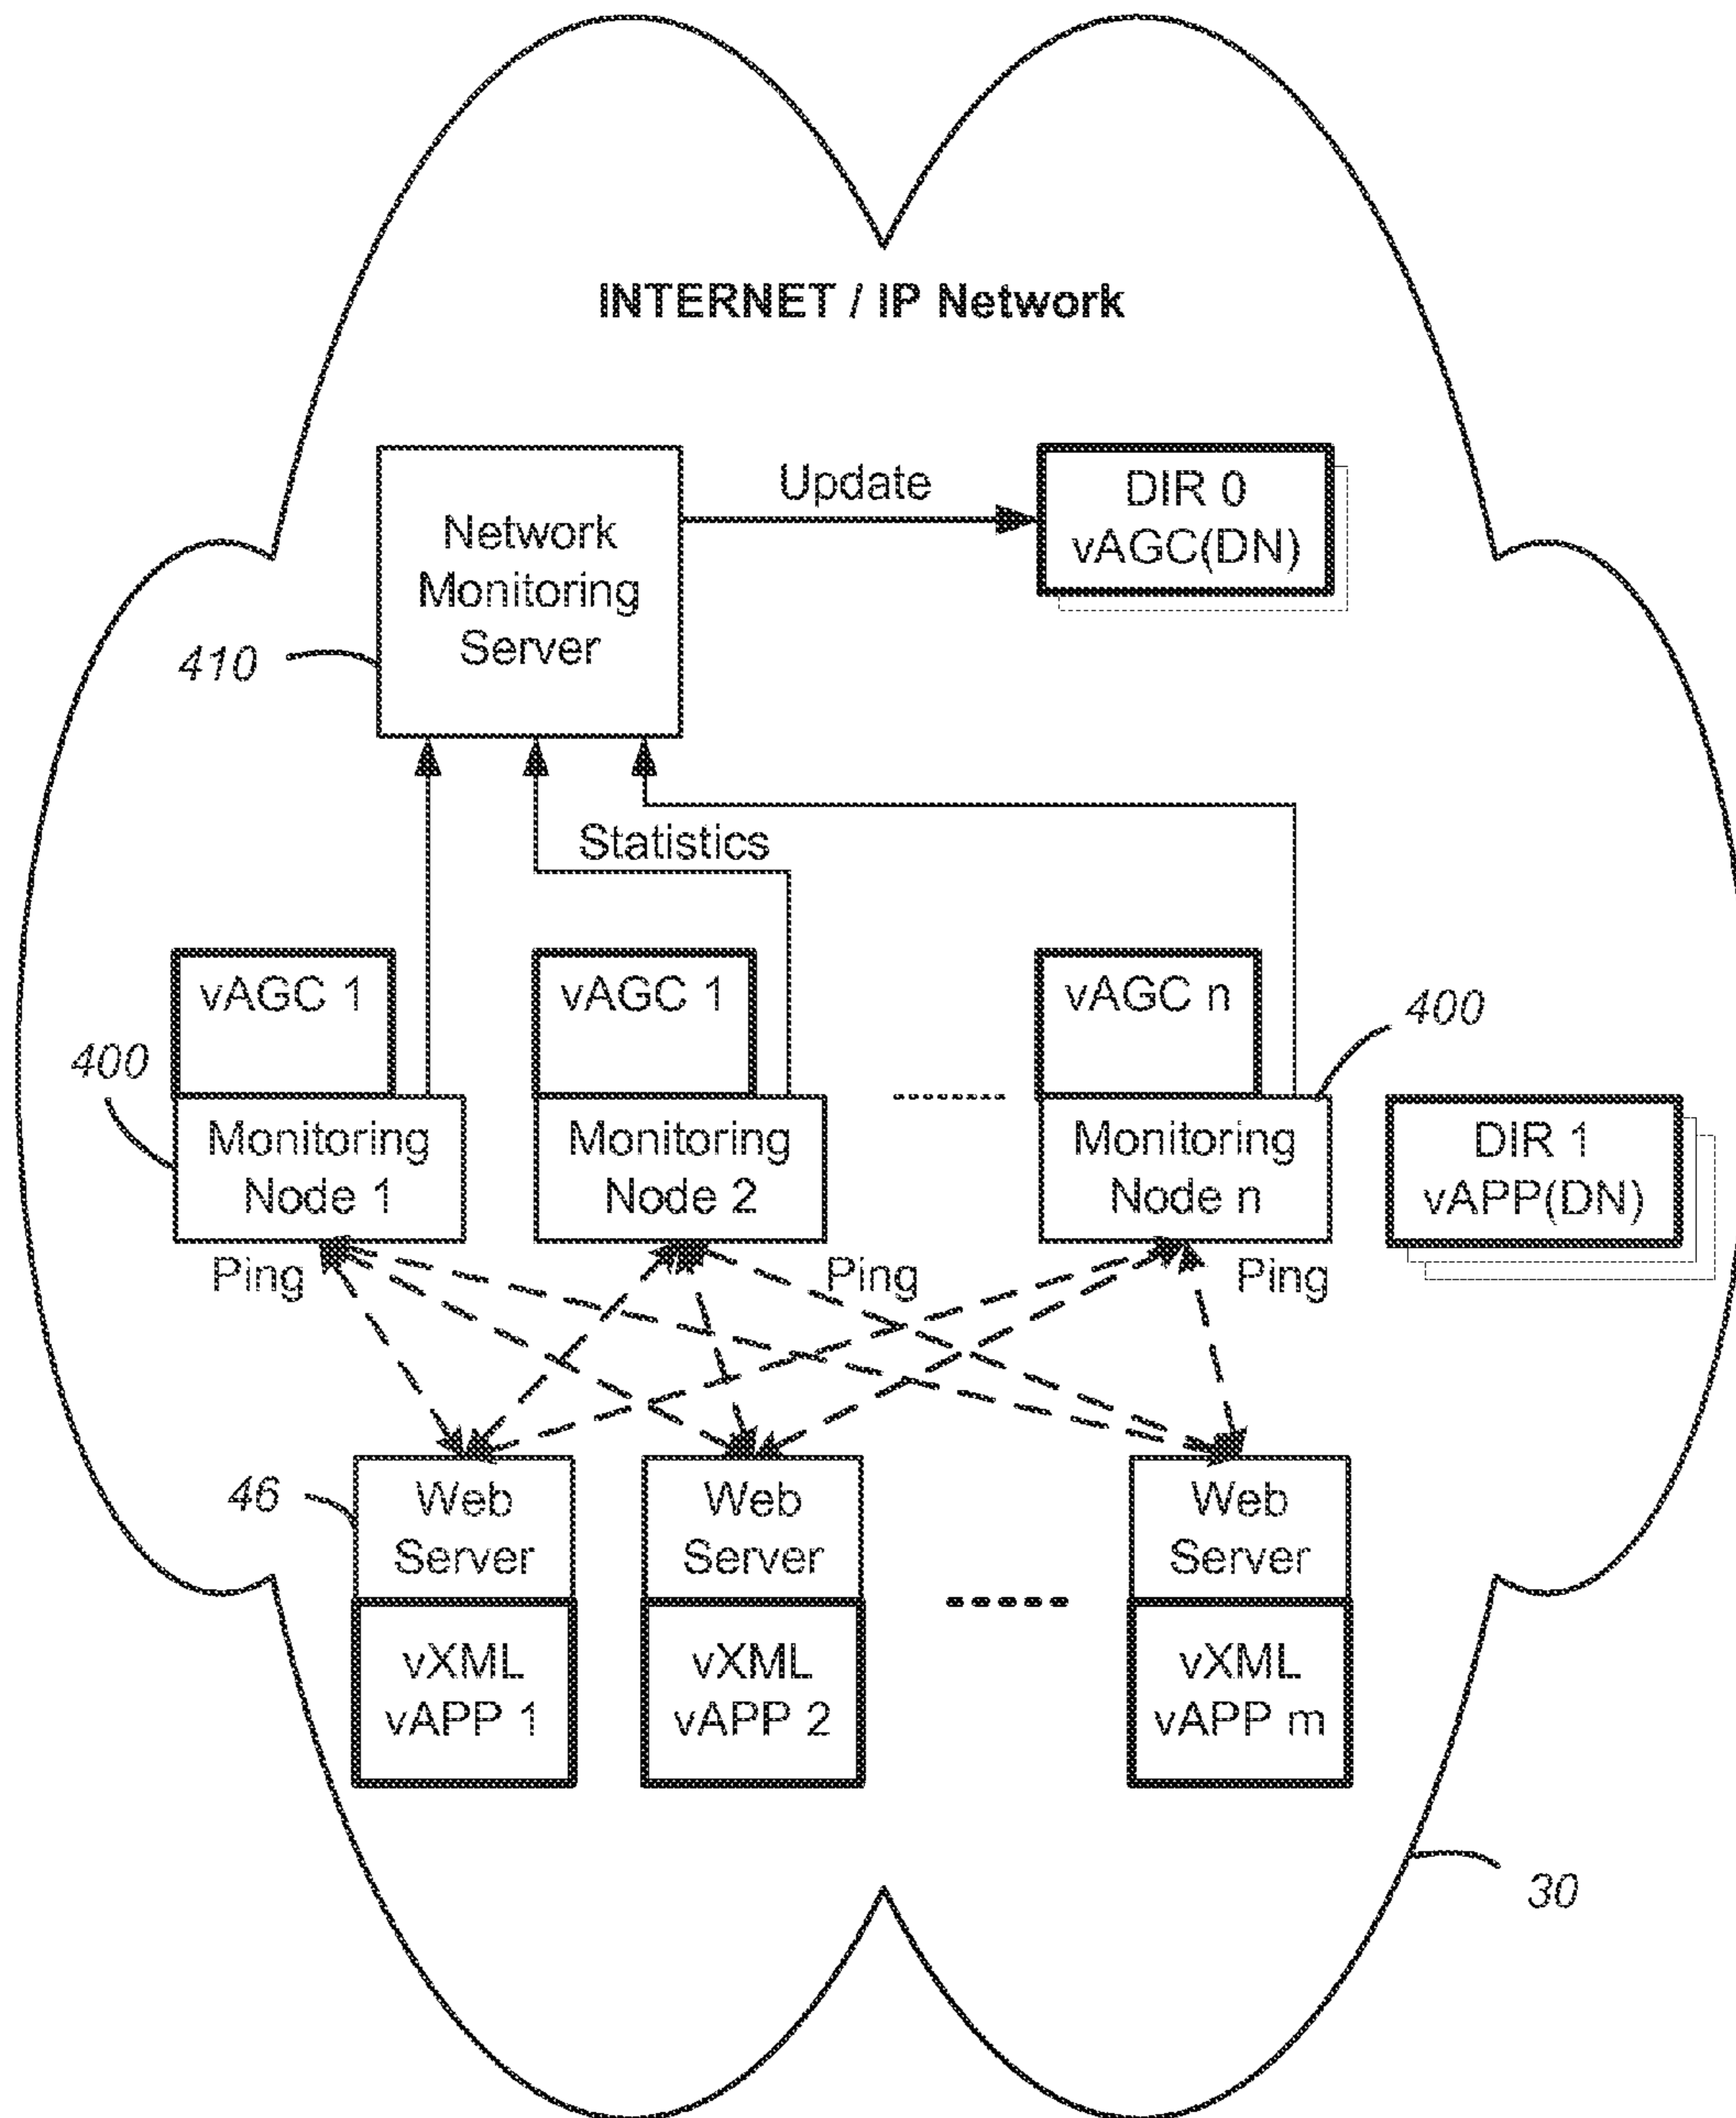 INTERNET / IP Network
Network
Monitoring
Server
Update
DIR 0
vAGC(DN)
410
Statistics
vAGC 1
vAGC 1
vAGC n
400
400
Monitoring
Node 1
Monitoring
Node 2
Monitoring
Node n
DIR 1
vAPP(DN)
Ping
Ping
Ping
46
Web
Server
Web
Server
Web
Server
vXML
vAPP 1
vXML
vAPP 2
vXML
vAPP m
30